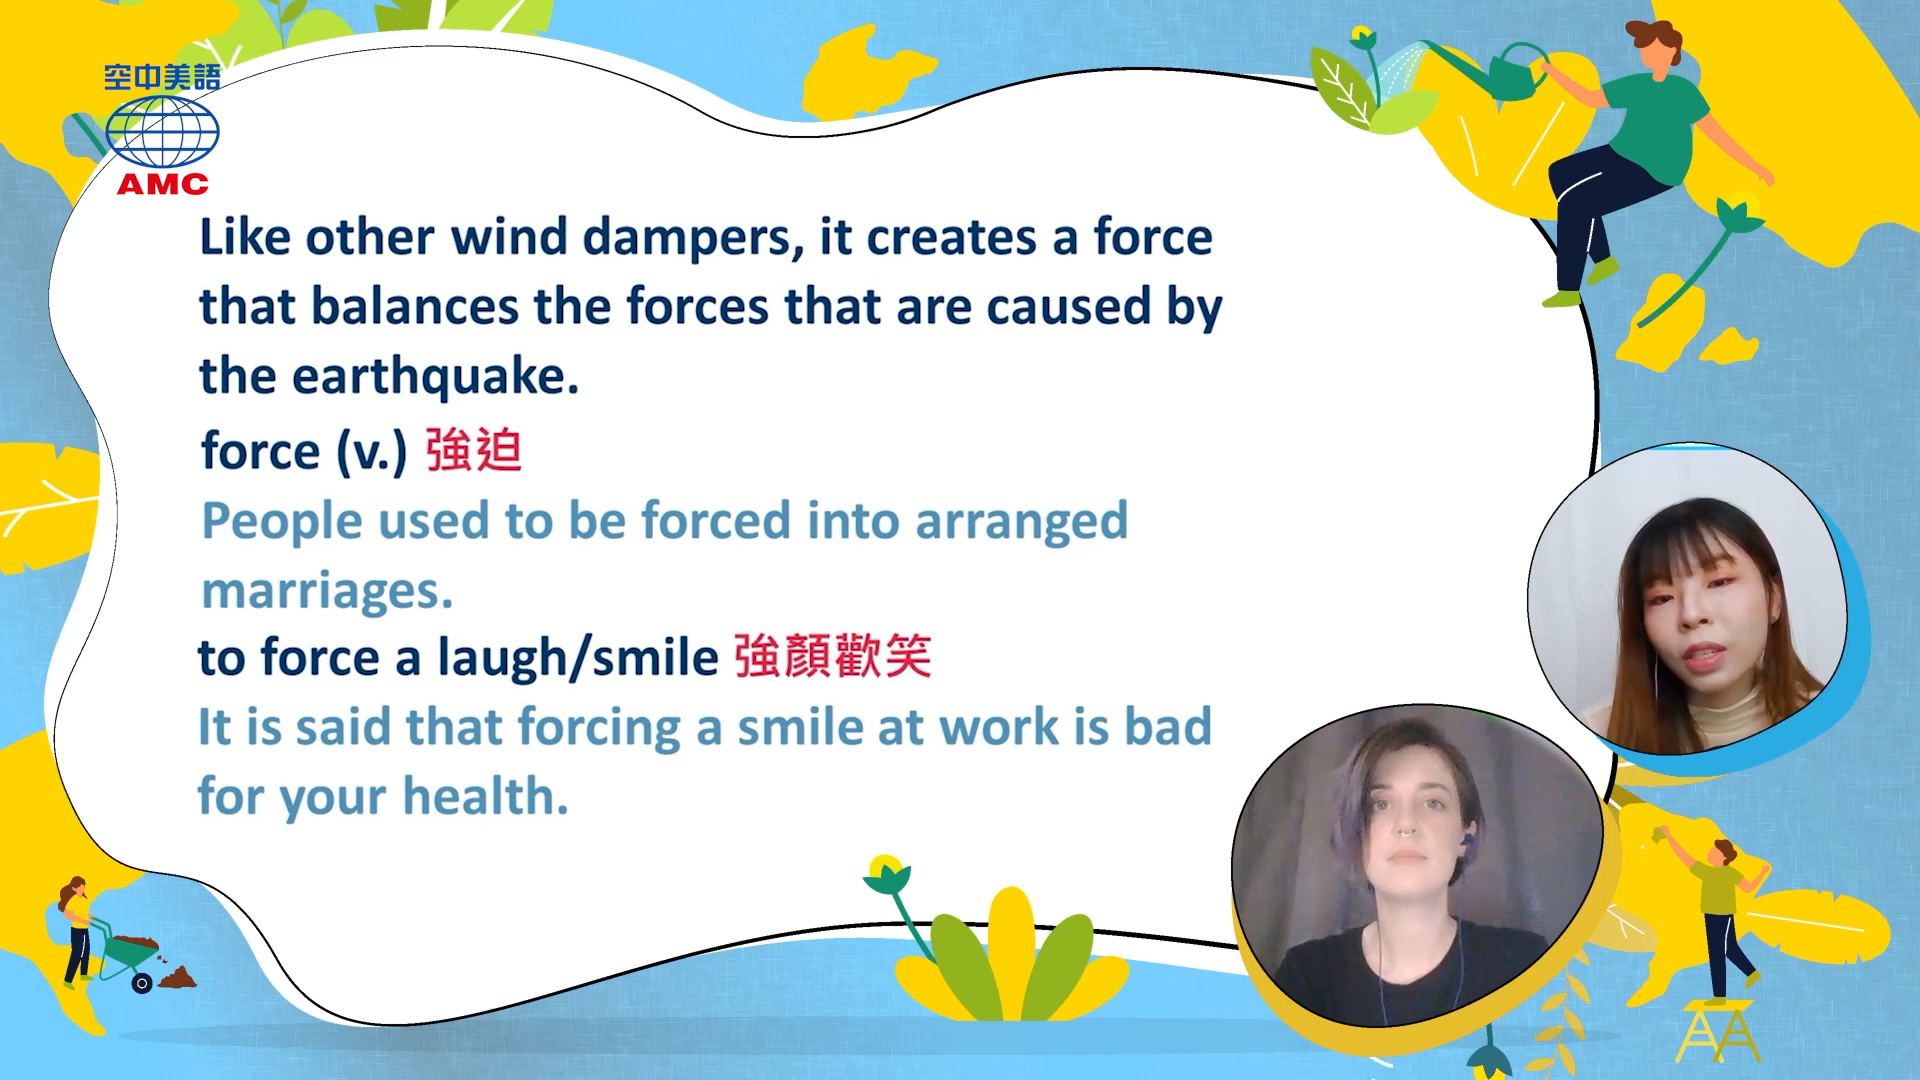 空中美語
AMC
Like other wind dampers, it creates a force
that balances the forces that are caused by
the earthquake.
force (v.) 強迫
People used to be forced into arranged
marriages.
to force a laugh/smile 強顏歡笑
It is said that forcing a smile at work is bad
for your health.